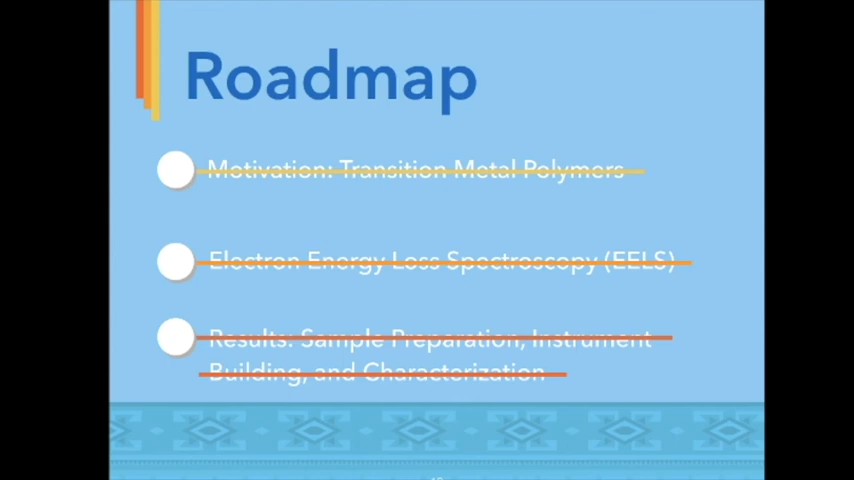 Roadmap
Motivation: Transition Metal Polymers
Electron Energy Loss Spectroscopy (EELS)
Results: Sample Preparation, Instrument
Building, and Characterization